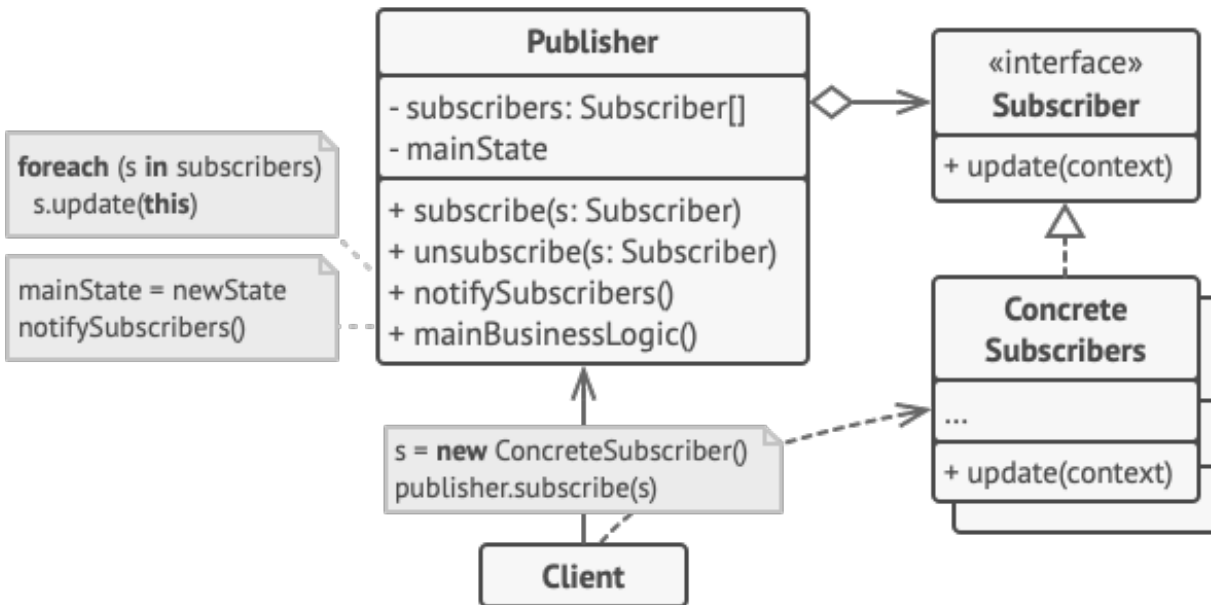 Publisher
- subscribers: Subscriber[]
- mainState
+ subscribe(s: Subscriber)
+ unsubscribe(s: Subscriber)
+ notifySubscribers()
+ mainBusinessLogic()
«interface»
Subscriber
+ update(context)
foreach (s in subscribers)
s.update(this)
mainState = newState
notifySubscribers()
Concrete
Subscribers
...
+ update(context)
s = new ConcreteSubscriber()
publisher.subscribe(s)
Client